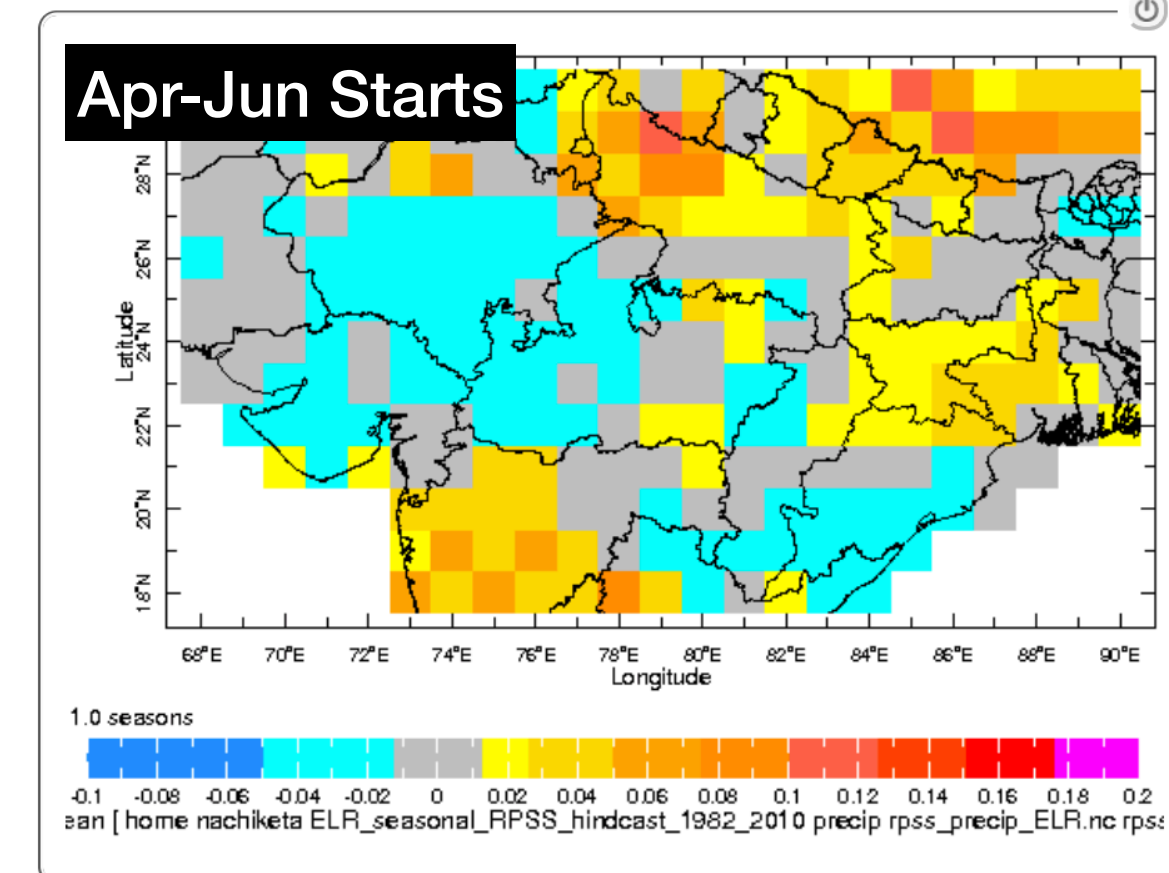 Apr-Jun Starts
28°N
26°N
Latitude
24°N
22°N
20°N
18°N
68°E 70°E 72°E 74°E 76°E 78°E 80°E 82°E 84°E 86°E 88°E 90°E
Longitude
1.0 seasons
-0.1 -0.08 -0.06 -0.04 -0.02 0 0.02 0.04 0.06 0.08 0.1 0.12 0.14 0.16 0.18 0.2
ean [ home nachiketa ELR_seasonal_RPSS_hindcast_1982_2010 precip rpss_precip_ELR.nc rpss